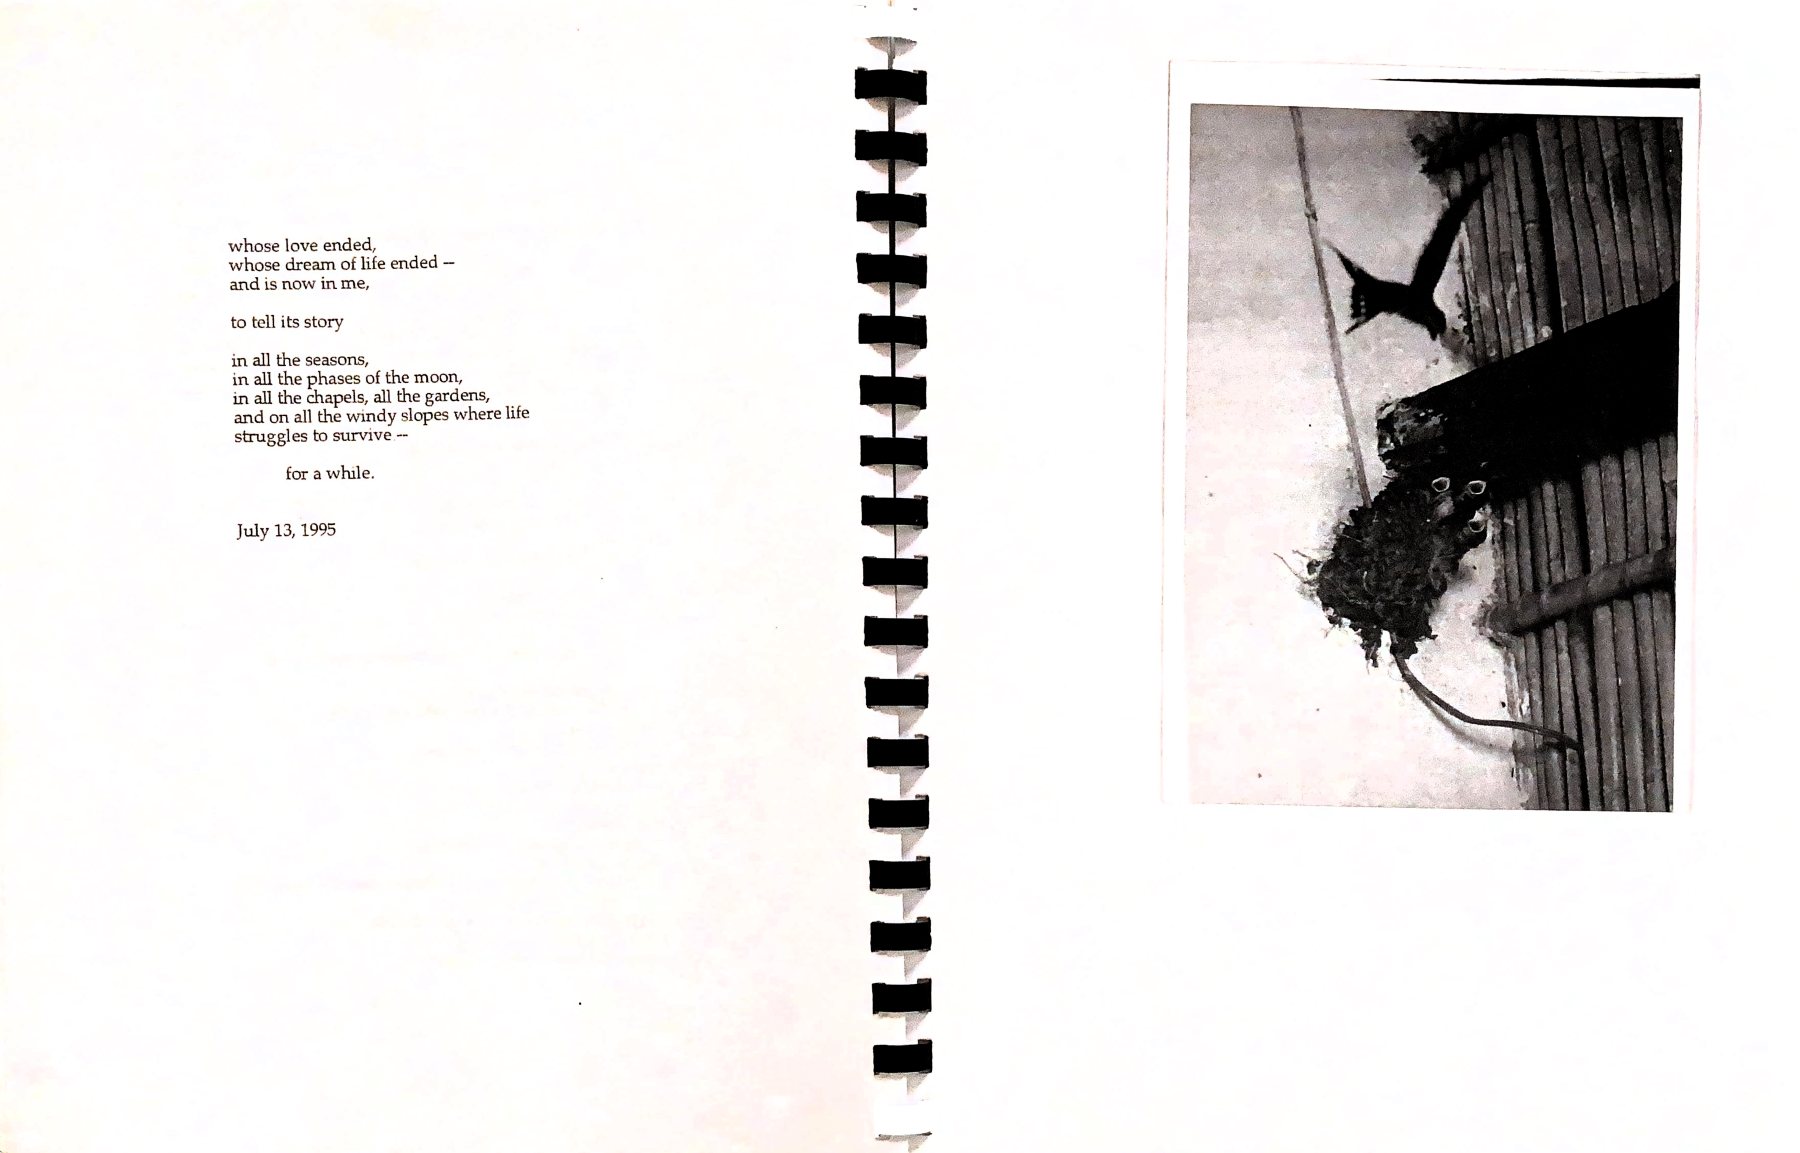 whose love ended,
whose dream of life ended --
and is now in me,
to tell its story
in all the seasons,
in all the phases of the moon,
in all the chapels, all the gardens,
and on all the windy slopes where life
struggles to survive --
for a while.
July 13, 1995